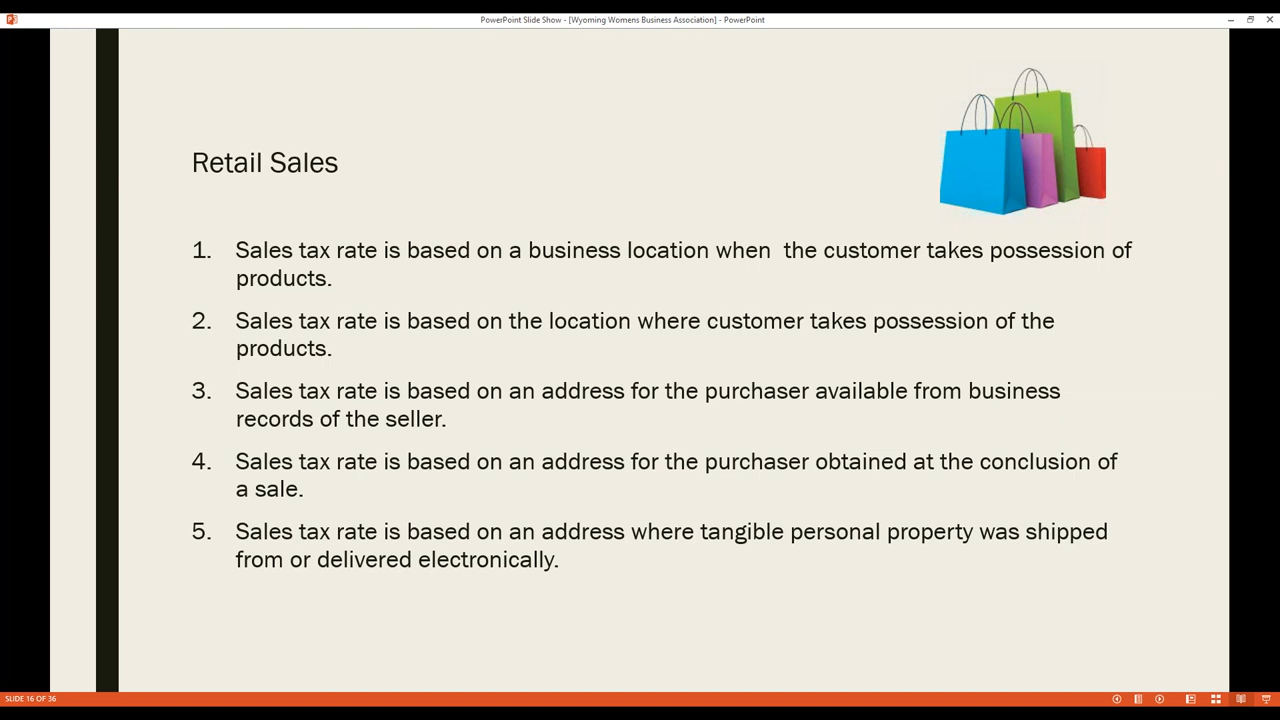 PowerPoint Slide Show - [Wyoming Womens Business Association] - PowerPoint
Retail Sales
1. Sales tax rate is based on a business location when  the customer takes possession of
products.
2. Sales tax rate is based on the location where customer takes possession of the
products.
3. Sales tax rate is based on an address for the purchaser available from business
records of the seller.
4. Sales tax rate is based on an address for the purchaser obtained at the conclusion of
a sale.
5. Sales tax rate is based on an address where tangible personal property was shipped
from or delivered electronically.
SLIDE 16 OF 36